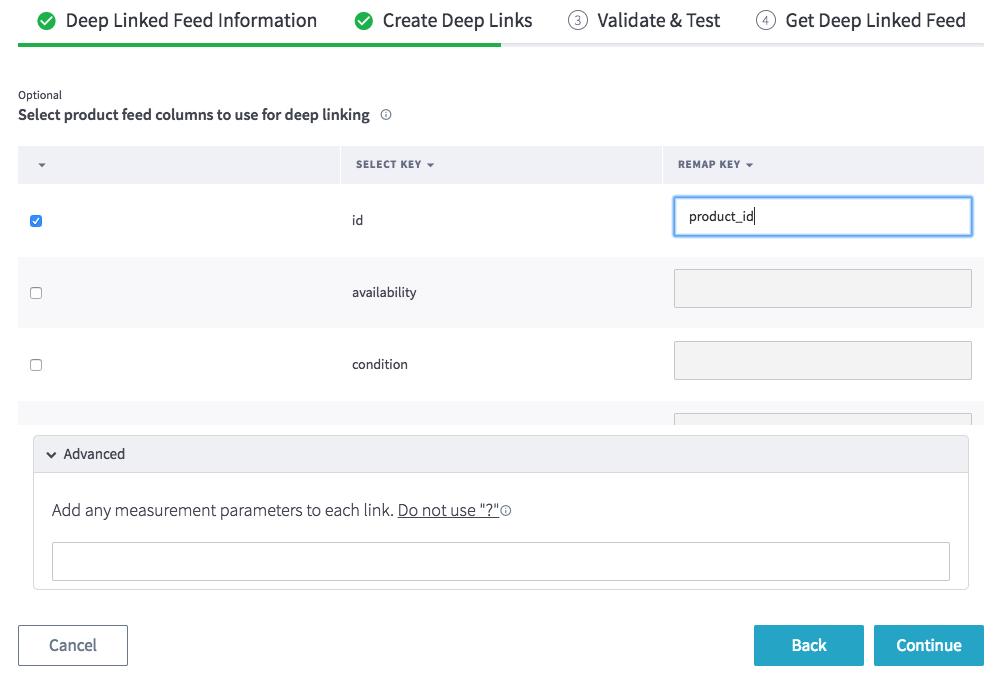 Deep Linked Feed Information Create Deep Links 3 Validate & Test 4 Get Deep Linked Feed
Optional
Select product feed columns to use for deep linking
SELECT KEY REMAP KEY
id product_id
availability
condition
Advanced
Add any measurement parameters to each link. Do not use "?"
Cancel Back Continue